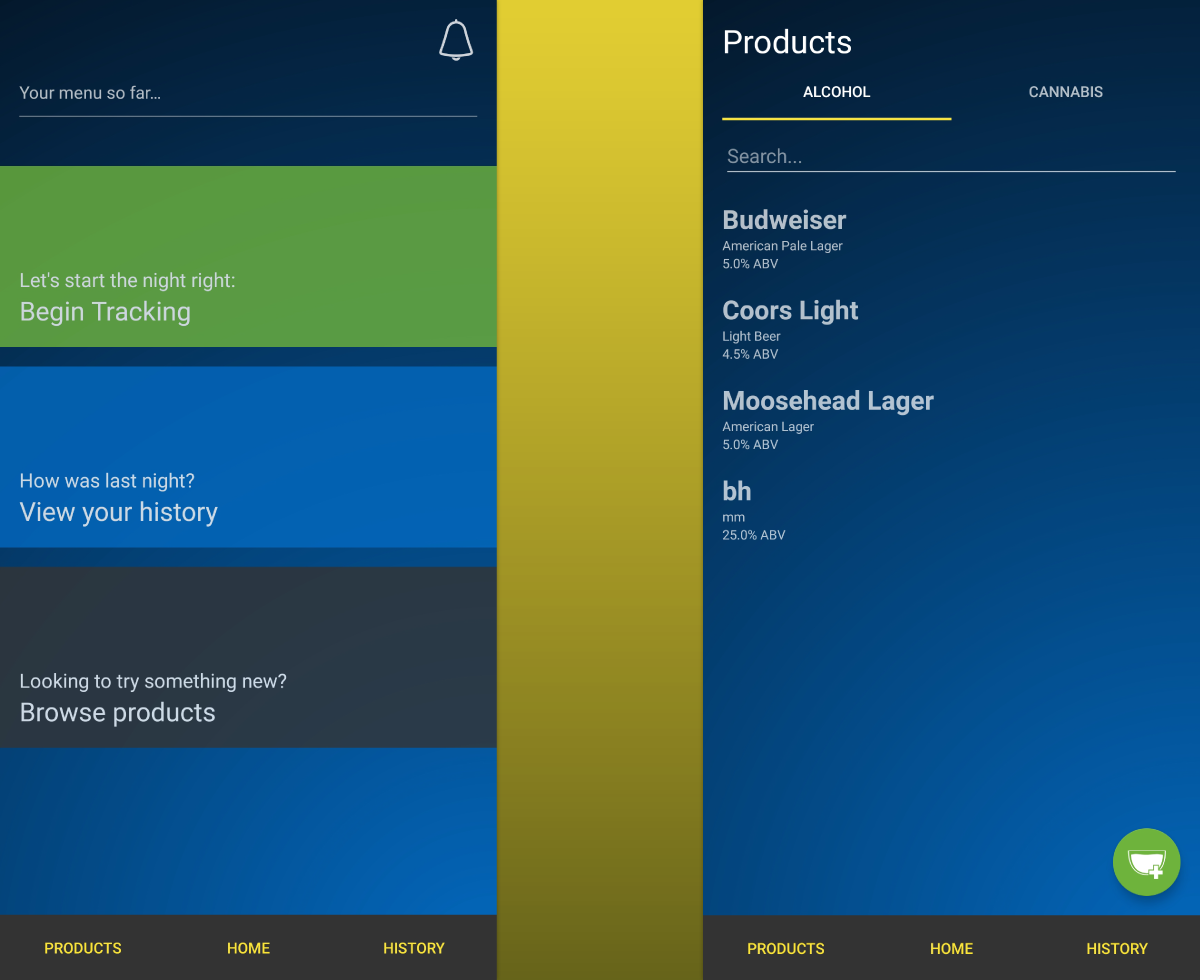 Your menu so far…
Let's start the night right:
Begin Tracking
How was last night?
View your history
Looking to try something new?
Browse products
PRODUCTS HOME HISTORY
Products
ALCOHOL CANNABIS
Search...
Budweiser
American Pale Lager
5.0% ABV
Coors Light
Light Beer
4.5% ABV
Moosehead Lager
American Lager
5.0% ABV
bh
mm
25.0% ABV
PRODUCTS HOME HISTORY